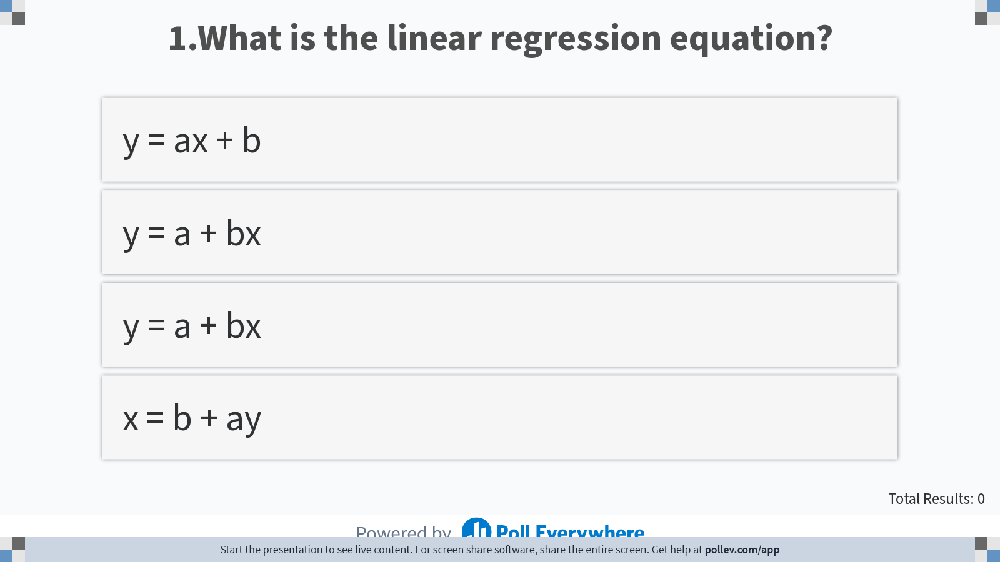 1.What is the linear regression equation?
y = ax + b
y = a + bx
y = a + bx
x = b + ay
Total Results: 0
Powered by Poll Everywhere
Start the presentation to see live content. For screen share software, share the entire screen. Get help at pollev.com/app